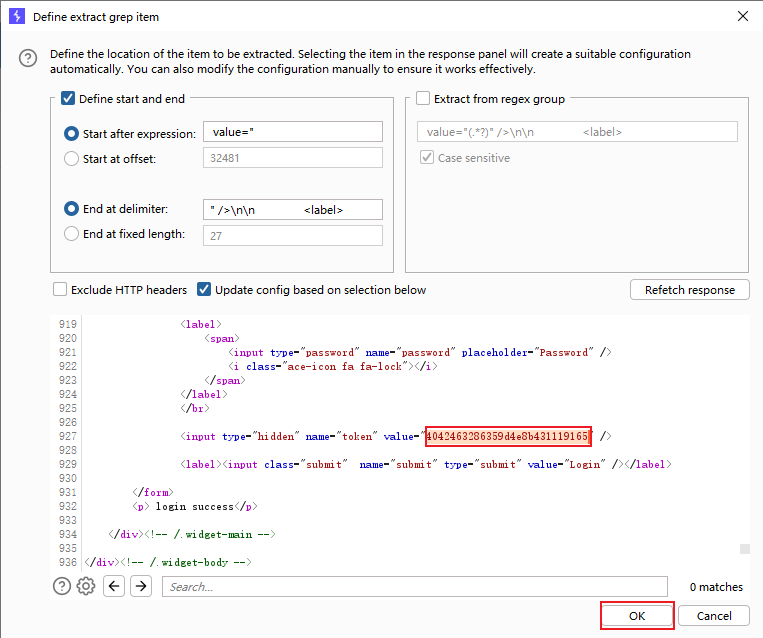 Define extract grep item
Define the location of the item to be extracted. Selecting the item in the response panel will create a suitable configuration
automatically. You can also modify the configuration manually to ensure it works effectively.
Define start and end
Start after expression: value="
Start at offset: 32481
End at delimiter: " />\n\n <label>
End at fixed length: 27
Extract from regex group
value="(.*?)" />\n\n <label>
Case sensitive
Exclude HTTP headers
Update config based on selection below
Refetch response
919 <label>
920 <span>
921 <input type="password" name="password" placeholder="Password" />
922 <i class="ace-icon fa fa-lock"></i>
923 </span>
924 </label>
925 </br>
926
927 <input type="hidden" name="token" value="4042463286359d4e8b431119165" />
928
929 <label><input class="submit" name="submit" type="submit" value="Login" /></label>
930
931 </form>
932 <p> login success</p>
933
934 </div><!-- /.widget-main -->
935
936 </div><!-- /.widget-body -->
Search...
0 matches
OK
Cancel